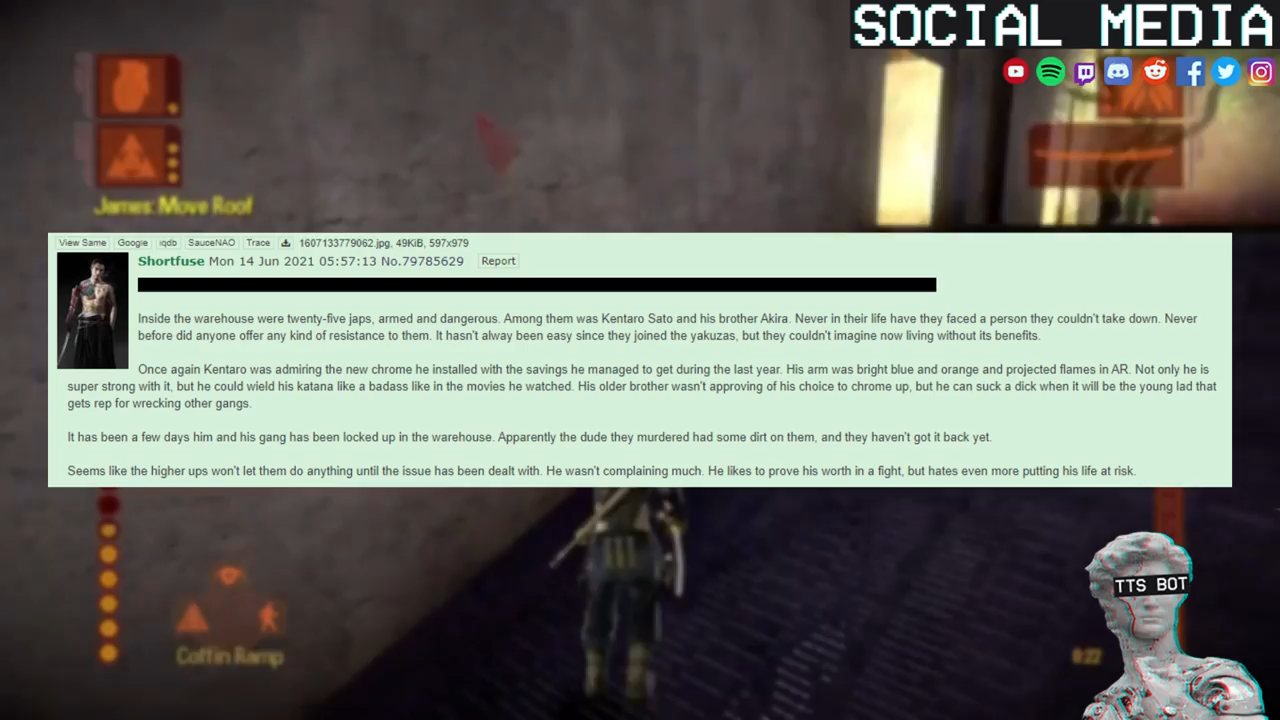 SOCIAL MEDIA
James: Move Roof
View Same Google iqdb SauceNAO Trace 1607133779062.jpg, 49KiB, 597x979
Shortfuse Mon 14 Jun 2021 05:57:13 No.79785629 Report
Inside the warehouse were twenty-five japs, armed and dangerous. Among them was Kentaro Sato and his brother Akira. Never in their life have they faced a person they couldn't take down. Never
before did anyone offer any kind of resistance to them. It hasn't alway been easy since they joined the yakuzas, but they couldn't imagine now living without its benefits.
Once again Kentaro was admiring the new chrome he installed with the savings he managed to get during the last year. His arm was bright blue and orange and projected flames in AR. Not only he is
super strong with it, but he could wield his katana like a badass like in the movies he watched. His older brother wasn't approving of his choice to chrome up, but he can suck a dick when it will be the young lad that
gets rep for wrecking other gangs.
It has been a few days him and his gang has been locked up in the warehouse. Apparently the dude they murdered had some dirt on them, and they haven't got it back yet.
Seems like the higher ups won't let them do anything until the issue has been dealt with. He wasn't complaining much. He likes to prove his worth in a fight, but hates even more putting his life at risk.
TTS BOT
Coffin Ramp
0:22